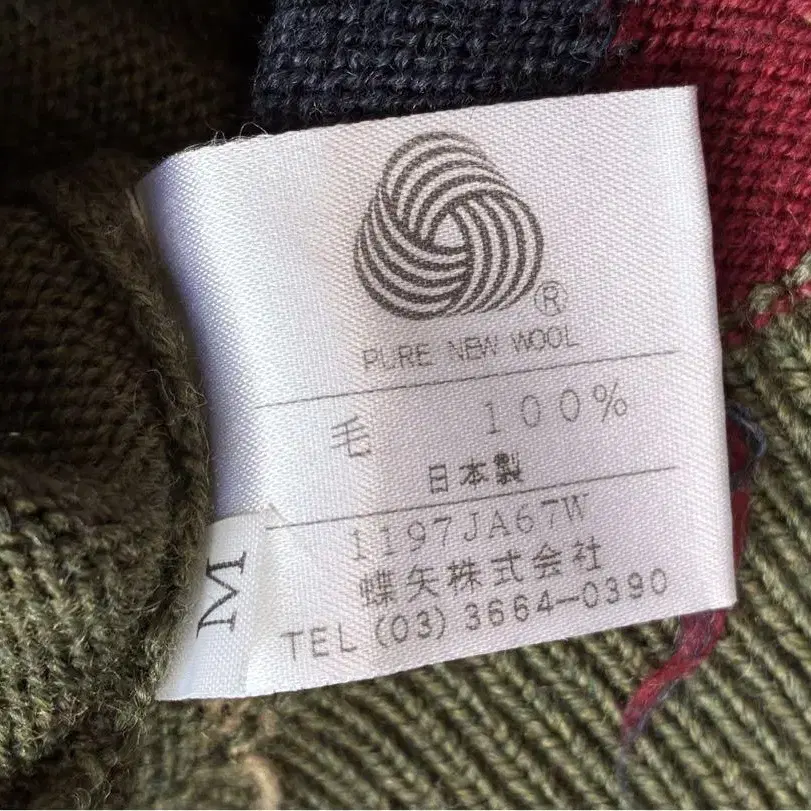 ®
PURE NEW WOOL
毛 100%
日本製
1197JA67W
蝶矢株式会社
TEL (03) 3664-0390
M